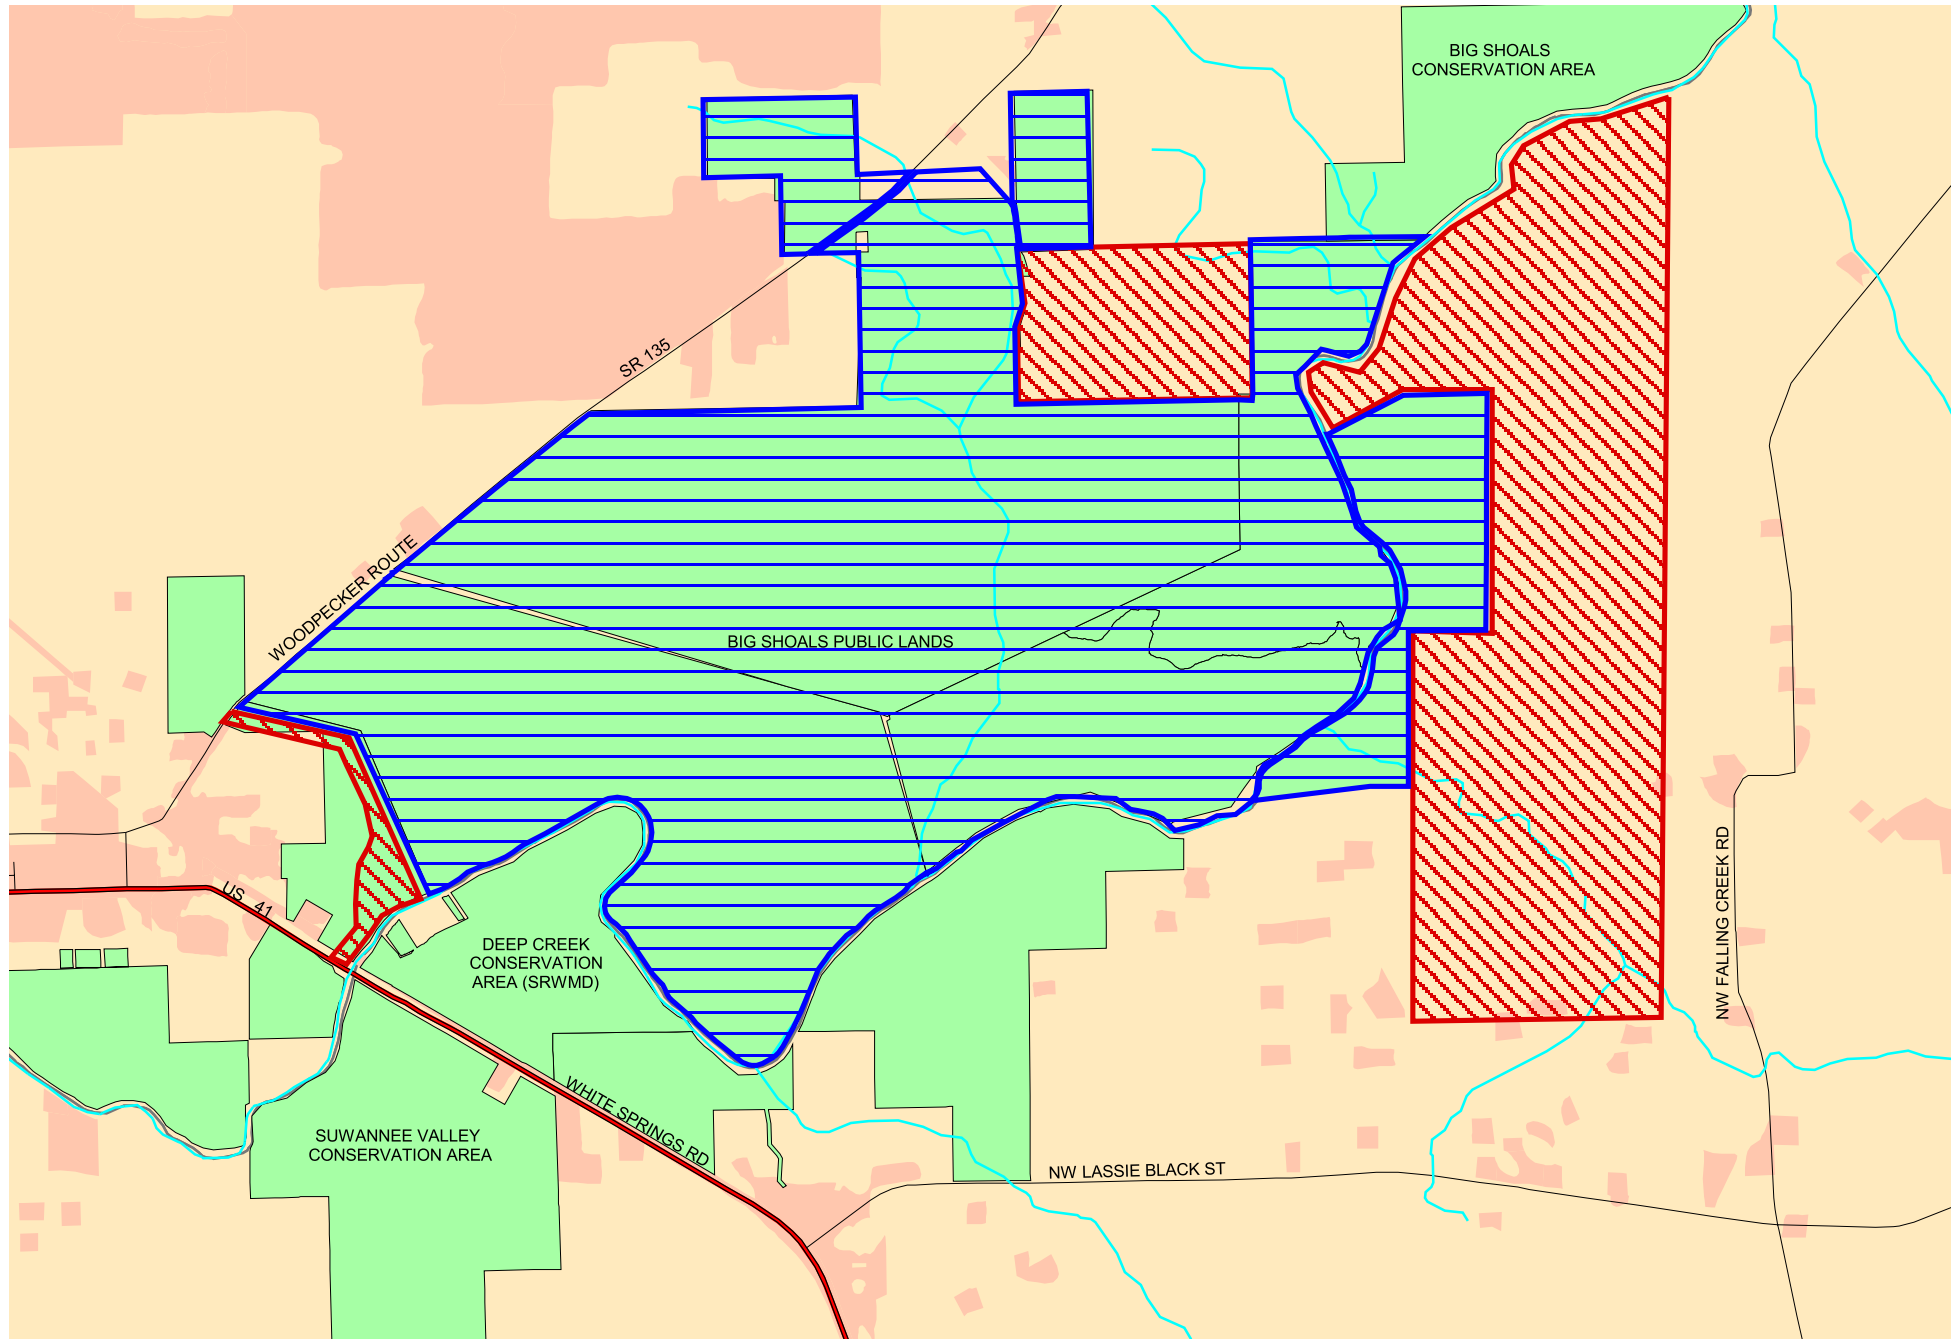 BIG SHOALS
CONSERVATION AREA
SR 135
WOODPECKER ROUTE
BIG SHOALS PUBLIC LANDS
US 41
DEEP CREEK
CONSERVATION
AREA (SRWMD)
NW FALLING CREEK RD
WHITE SPRINGS RD
SUWANNEE VALLEY
CONSERVATION AREA
NW LASSIE BLACK ST